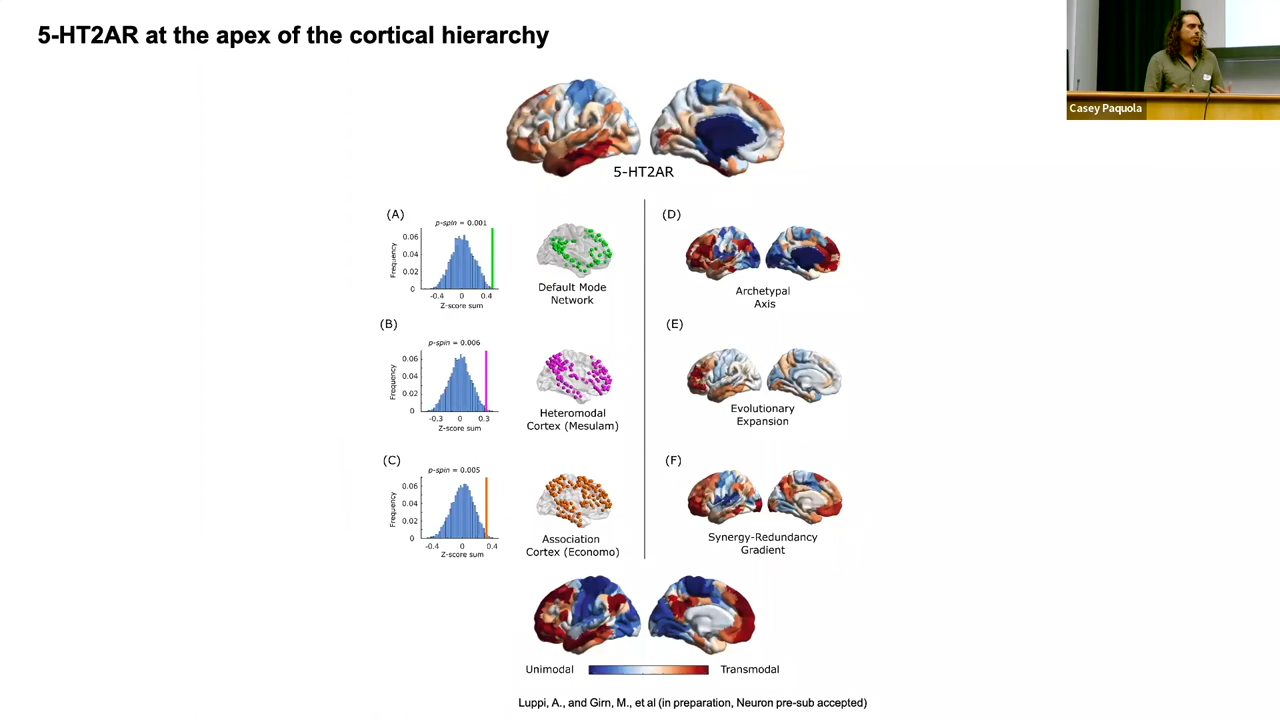 5-HT2AR at the apex of the cortical hierarchy
Casey Paquola
5-HT2AR
(A)
p-spin = 0.001
Frequency
0.06
0.04
0.02
0
-0.4
0
0.4
Z-score sum
Default Mode
Network
(B)
p-spin = 0.006
Frequency
0.06
0.04
0.02
0
-0.3
0
0.3
Z-score sum
Heteromodal
Cortex (Mesulam)
(C)
p-spin = 0.005
Frequency
0.06
0.04
0.02
0
-0.4
0
0.4
Z-score sum
Association
Cortex (Economo)
(D)
Archetypal
Axis
(E)
Evolutionary
Expansion
(F)
Synergy-Redundancy
Gradient
Unimodal
Transmodal
Luppi, A., and Girn, M., et al (in preparation, Neuron pre-sub accepted)